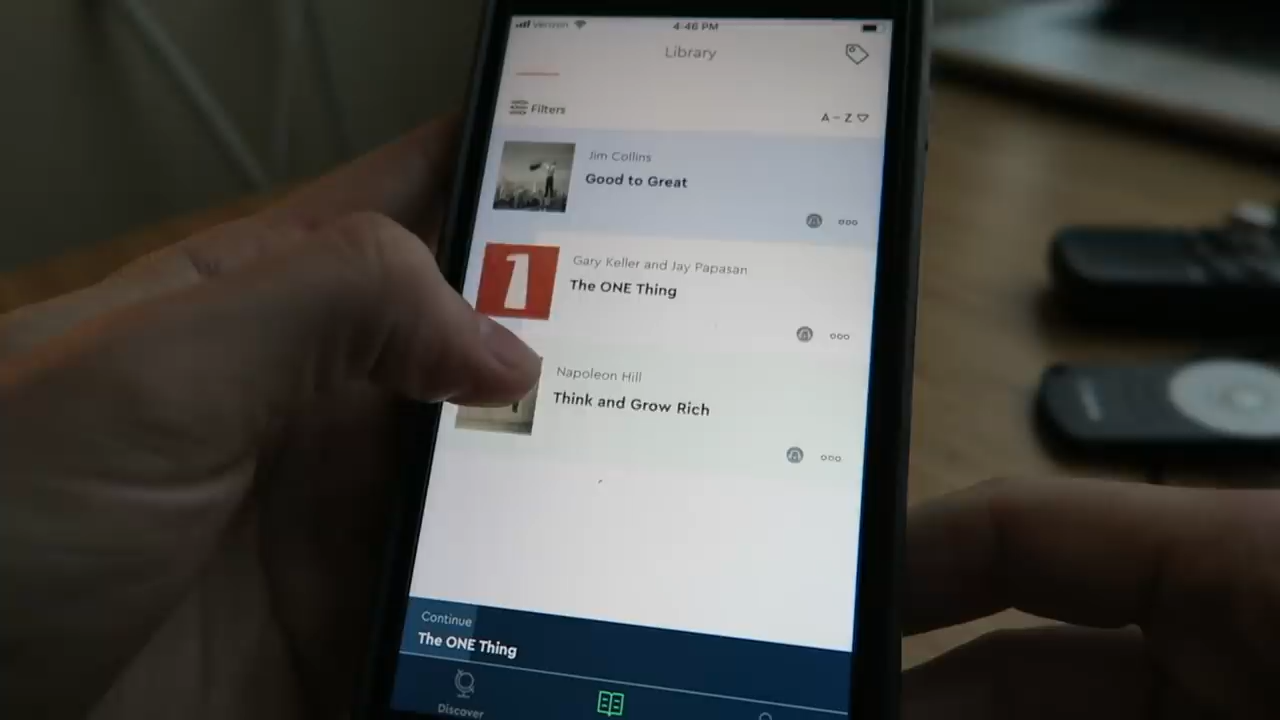 verizon
4:46 PM
Library
Filters
A - Z
Jim Collins
Good to Great
Gary Keller and Jay Papasan
1
The ONE Thing
Napoleon Hill
Think and Grow Rich
Continue
The ONE Thing
Discover